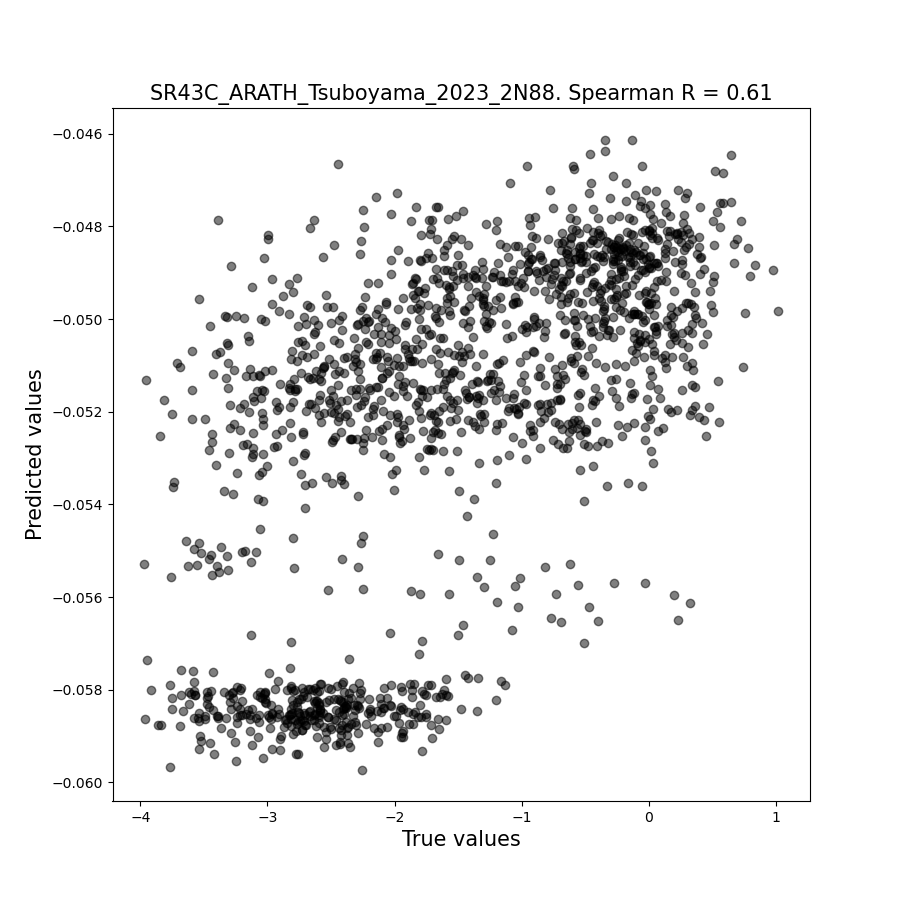 SR43C_ARATH_Tsuboyama_2023_2N88. Spearman R = 0.61
−0.046
−0.048
−0.050
−0.052
−0.054
−0.056
−0.058
−0.060
Predicted values
−4 −3 −2 −1 0 1
True values